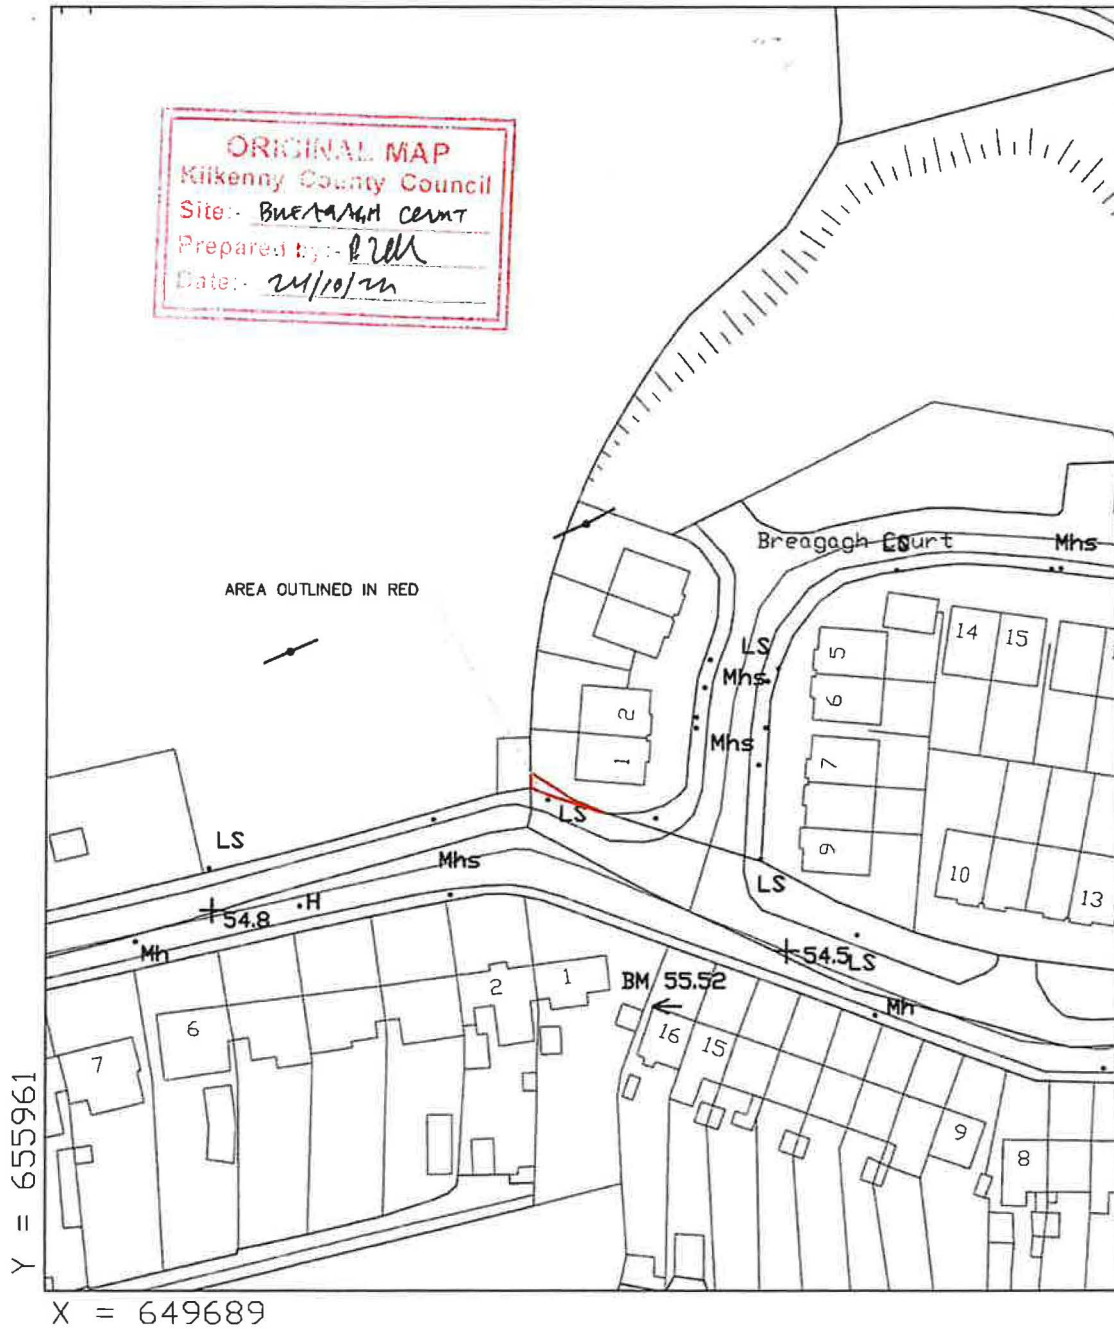 ORIGINAL MAP
Kilkenny County Council
Site:- BREAGAGH COURT
Prepared by:-
Date:- 24/10/22
AREA OUTLINED IN RED
Breagagh Court
LS
Mhs
14
15
5
LS
Mhs
6
2
Mhs
7
1
LS
LS
9
Mhs
LS
10
13
H
54.8
Mh
54.5
LS
BM 55.52
Mh
1
2
6
16
15
7
9
8
Y = 655961
X = 649689